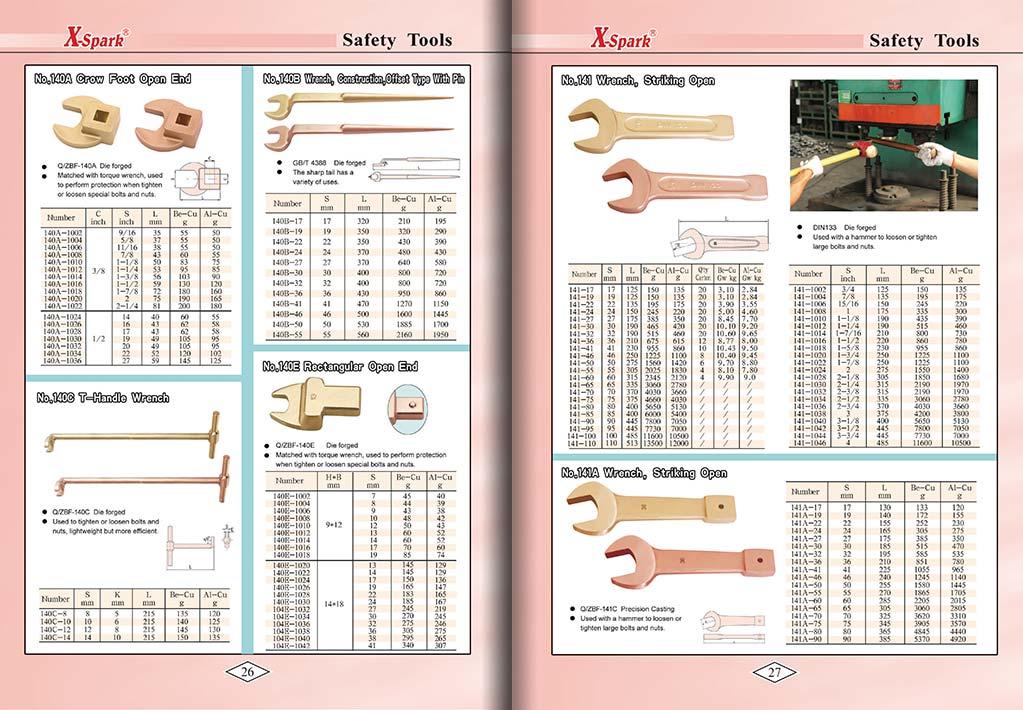 X-Spark®
Safety Tools
No,140A Crow Foot Open End
Q/ZBF-140A Die forged
Matched with torque wrench, used
to perform protection when tighten
or loosen special bolts and nuts.
Number C inch S inch L mm Be-Cu g Al-Cu g
140A-1002 9/16 35 55 50
140A-1004 5/8 37 55 50
140A-1006 11/16 38 55 50
140A-1008 7/8 43 60 55
140A-1010 1-1/8 50 83 75
140A-1012 3/8 1-1/4 53 95 85
140A-1014 1-3/8 56 103 90
140A-1016 1-1/2 59 130 120
140A-1018 1-7/8 72 180 160
140A-1020 2 75 190 165
140A-1022 2-1/4 81 200 180
140A-1024 14 40 60 55
140A-1026 16 43 62 58
140A-1028 17 43 62 58
140A-1030 1/2 19 49 105 95
140A-1032 20 49 105 95
140A-1034 22 52 120 102
140A-1036 27 59 145 125
No,140C T-Handle Wrench
Q/ZBF-140C Die forged
Used to tighten or loosen bolts and
nuts, lightweight but more efficient.
Number S mm K mm L mm Be-Cu g Al-Cu g
140C-8 8 5 215 135 120
140C-10 10 6 215 140 125
140C-12 12 8 215 145 130
140C-14 14 10 215 150 135
No,140B Wrench, Construction,Offset Type With Pin
GB/T 4388 Die forged
The sharp tail has a
variety of uses.
Number S mm L mm Be-Cu g Al-Cu g
140B-17 17 320 210 195
140B-19 19 350 320 290
140B-22 22 350 430 390
140B-24 24 370 480 430
140B-27 27 370 640 580
140B-30 30 400 800 720
140B-32 32 400 800 720
140B-36 36 430 950 860
140B-41 41 470 1270 1150
140B-46 46 500 1600 1445
140B-50 50 530 1885 1700
140B-55 55 560 2160 1950
No,140E Rectangular Open End
Q/ZBF-140E Die forged
Matched with torque wrench, used to perform protection
when tighten or loosen special bolts and nuts.
Number H*B mm S mm Be-Cu g Al-Cu g
140E-1002 7 45 40
140E-1004 8 44 39
140E-1006 9 43 38
140E-1008 10 48 42
140E-1010 9*12 12 50 43
140E-1012 13 60 52
140E-1014 14 60 52
140E-1016 17 70 60
140E-1018 19 85 74
140E-1020 13 145 129
140E-1022 14 145 129
140E-1024 17 150 136
140E-1026 19 165 147
140E-1028 22 183 165
140E-1030 24 185 167
104E-1032 14*18 27 245 219
104E-1034 30 270 245
104E-1036 32 275 246
104E-1038 36 305 275
104E-1040 38 295 265
104E-1042 41 340 307
26
X-Spark®
Safety Tools
No,141 Wrench, Striking Open
DIN133 Die forged
Used with a hammer to loosen or tighten
large bolts and nuts.
Number S mm L mm Be-Cu g Al-Cu g Qty Carton Be-Cu Gw kg Al-Cu Gw kg
141-17 17 125 150 135 20 3.10 2.84
141-19 19 125 150 135 20 3.10 2.84
141-22 22 135 195 175 20 3.90 3.55
141-24 24 150 245 220 20 5.00 4.60
141-27 27 175 385 350 20 8.45 7.70
141-30 30 190 465 420 20 10.10 9.20
141-32 32 190 515 460 20 10.60 9.65
141-36 36 210 675 615 12 8.77 8.00
141-41 41 230 955 860 10 10.43 9.50
141-46 46 250 1225 1100 8 10.40 9.45
141-50 50 275 1560 1420 6 9.70 8.80
141-55 55 305 2025 1830 4 8.10 7.80
141-60 60 315 2345 2120 4 9.90 9.0
141-65 65 335 3060 2780 / / /
141-70 70 370 4030 3660 / / /
141-75 75 375 4660 4030 / / /
141-80 80 400 5650 5130 / / /
141-85 85 400 6000 5400 / / /
141-90 90 445 7800 7050 / / /
141-95 95 445 7730 7000 / / /
141-100 100 485 11600 10500 / / /
141-110 110 513 13500 12000 / / /
Number S inch L mm Be-Cu g Al-Cu g
141-1002 3/4 125 150 135
141-1004 7/8 135 195 175
141-1006 15/16 150 245 220
141-1008 1 175 335 300
141-1010 1-1/8 190 435 390
141-1012 1-1/4 190 515 460
141-1014 1-7/16 210 800 730
141-1016 1-1/2 220 860 780
141-1018 1-5/8 230 955 860
141-1020 1-3/4 250 1225 1100
141-1022 1-7/8 250 1225 1100
141-1024 2 275 1550 1400
141-1028 2-1/8 305 1850 1680
141-1030 2-1/4 315 2190 1970
141-1032 2-3/8 315 2190 1970
141-1034 2-1/2 335 3060 2780
141-1036 2-3/4 370 4030 3660
141-1038 3 375 4200 3800
141-1040 3-1/8 400 5650 5130
141-1042 3-1/2 445 7800 7050
141-1044 3-3/4 445 7730 7000
141-1046 4 485 11600 10500
No,141A Wrench, Striking Open
Q/ZBF-141C Precision Casting
Used with a hammer to loosen or
tighten large bolts and nuts.
Number S mm L mm Be-Cu g Al-Cu g
141A-17 17 130 133 120
141A-19 19 140 172 155
141A-22 22 155 252 230
141A-24 24 165 305 275
141A-27 27 175 385 350
141A-30 30 185 515 470
141A-32 32 195 585 535
141A-36 36 210 851 780
141A-41 41 225 1055 965
141A-46 46 240 1245 1140
141A-50 50 255 1580 1445
141A-55 55 270 1865 1705
141A-60 60 285 2205 2015
141A-65 65 305 3060 2805
141A-70 70 325 3620 3310
141A-75 75 345 3905 3570
141A-80 80 365 4845 4440
141A-90 90 385 5370 4920
27